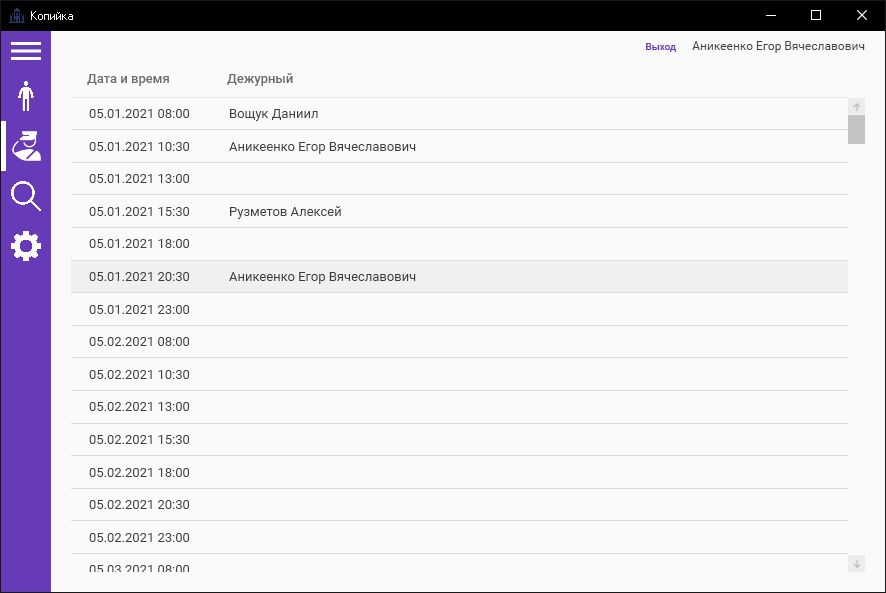 Копийка
Выход Аникеенко Егор Вячеславович
Дата и время Дежурный
05.01.2021 08:00 Вощук Даниил
05.01.2021 10:30 Аникеенко Егор Вячеславович
05.01.2021 13:00
05.01.2021 15:30 Рузметов Алексей
05.01.2021 18:00
05.01.2021 20:30 Аникеенко Егор Вячеславович
05.01.2021 23:00
05.02.2021 08:00
05.02.2021 10:30
05.02.2021 13:00
05.02.2021 15:30
05.02.2021 18:00
05.02.2021 20:30
05.02.2021 23:00
05.03.2021 08:00